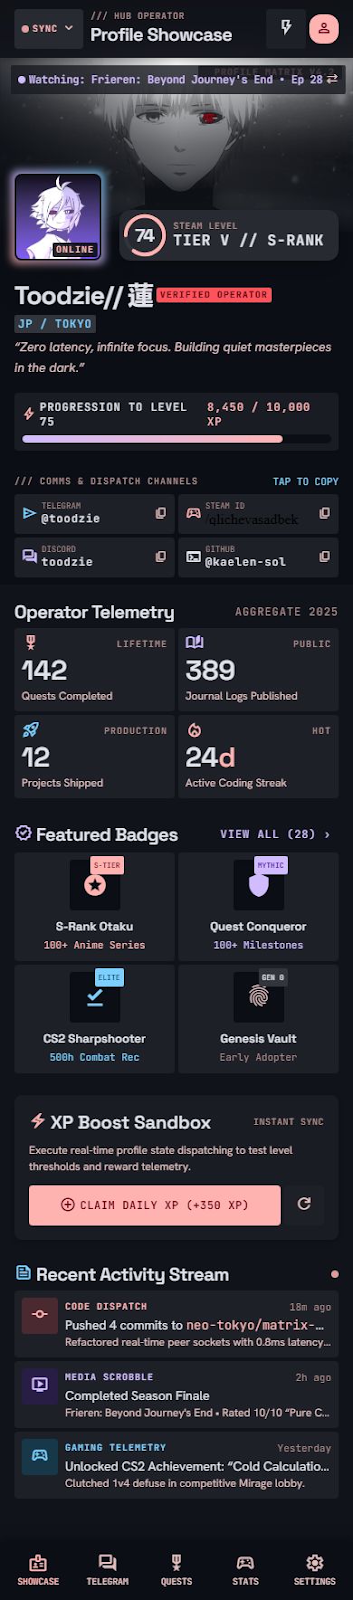 /// HUB OPERATOR
SYNC
Profile Showcase
PROFILE MATRIX
Watching: Frieren: Beyond Journey's End • Ep 28
ONLINE
74
STEAM LEVEL
TIER V // S-RANK
Toodzie// 蓮 VERIFIED OPERATOR
JP / TOKYO
“Zero latency, infinite focus. Building quiet masterpieces
in the dark.”
PROGRESSION TO LEVEL
75
8,450 / 10,000
XP
/// COMMS & DISPATCH CHANNELS TAP TO COPY
TELEGRAM
@toodzie
STEAM ID
/qlichevasadbek
DISCORD
toodzie
GITHUB
@kaelen-sol
Operator Telemetry AGGREGATE 2025
LIFETIME
142
Quests Completed
PUBLIC
389
Journal Logs Published
PRODUCTION
12
Projects Shipped
HOT
24d
Active Coding Streak
Featured Badges VIEW ALL (28) ›
S-TIER
S-Rank Otaku
100+ Anime Series
MYTHIC
Quest Conqueror
100+ Milestones
ELITE
CS2 Sharpshooter
500h Combat Rec
GEN 0
Genesis Vault
Early Adopter
XP Boost Sandbox INSTANT SYNC
Execute real-time profile state dispatching to test level
thresholds and reward telemetry.
CLAIM DAILY XP (+350 XP)
Recent Activity Stream
CODE DISPATCH 18m ago
Pushed 4 commits to neo-tokyo/matrix-…
Refactored real-time peer sockets with 0.8ms latency…
MEDIA SCROBBLE 2h ago
Completed Season Finale
Frieren: Beyond Journey's End • Rated 10/10 “Pure C…
GAMING TELEMETRY Yesterday
Unlocked CS2 Achievement: “Cold Calculatio…
Clutched 1v4 defuse in competitive Mirage lobby.
SHOWCASE TELEGRAM QUESTS STATS SETTINGS